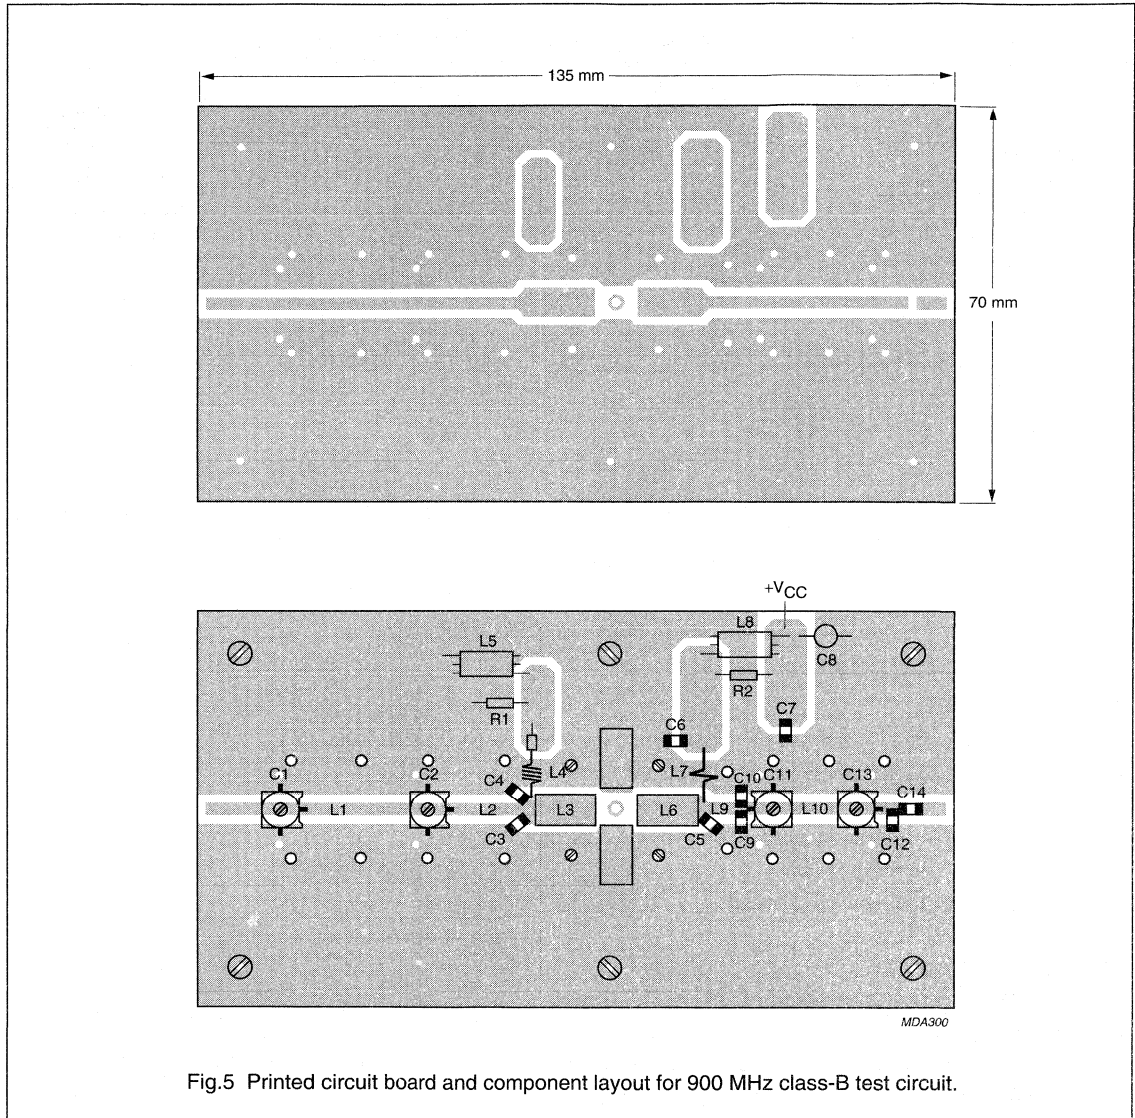 135 mm
70 mm
+VCC
L5
L8
C8
R1
R2
C7
C6
C1
C2
C4
L4
L7
C10
C11
C13
C14
L1
L2
L3
L6
L9
L10
C3
C5
C9
C12
MDA300
Fig.5 Printed circuit board and component layout for 900 MHz class-B test circuit.